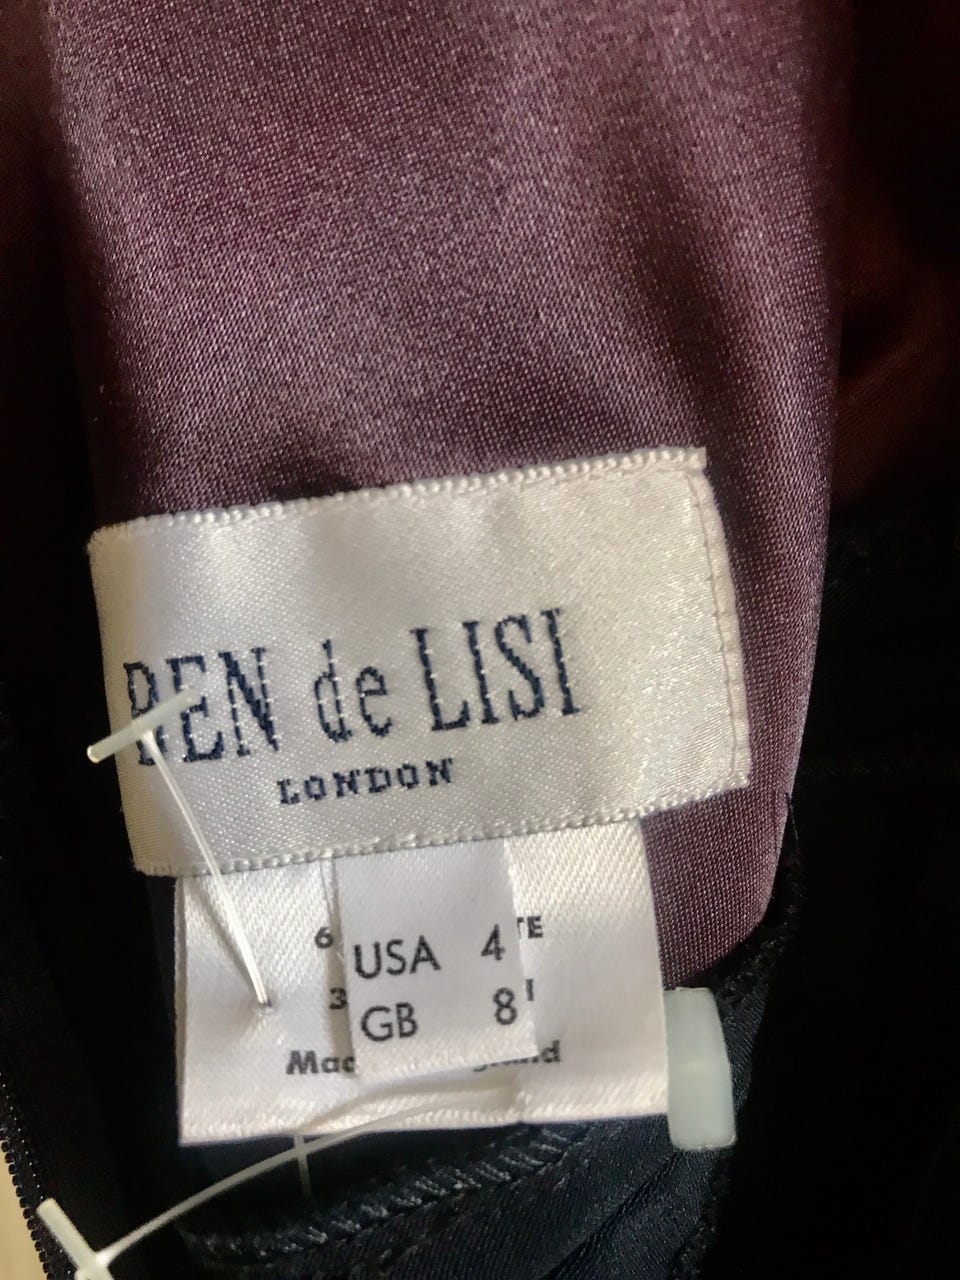 BEN de LISI
LONDON
USA 4
GB 8